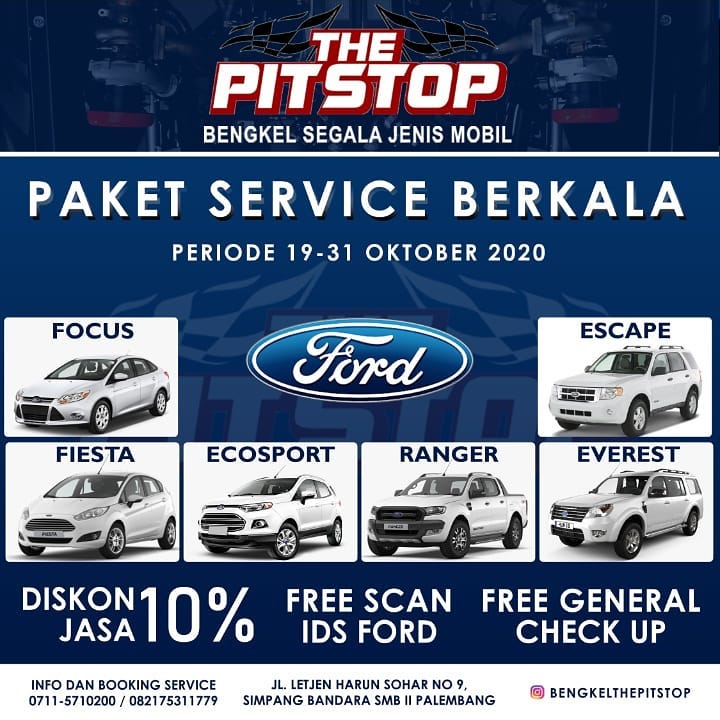 THE
PITSTOP
BENGKEL SEGALA JENIS MOBIL
PAKET SERVICE BERKALA
PERIODE 19-31 OKTOBER 2020
FOCUS
Ford
ESCAPE
FIESTA
ECOSPORT
RANGER
EVEREST
FIESTA
RANGER
DISKON
JASA 10%
FREE SCAN
IDS FORD
FREE GENERAL
CHECK UP
INFO DAN BOOKING SERVICE
0711-5710200 / 082175311779
JL. LETJEN HARUN SOHAR NO 9,
SIMPANG BANDARA SMB II PALEMBANG
BENGKELTHEPITSTOP